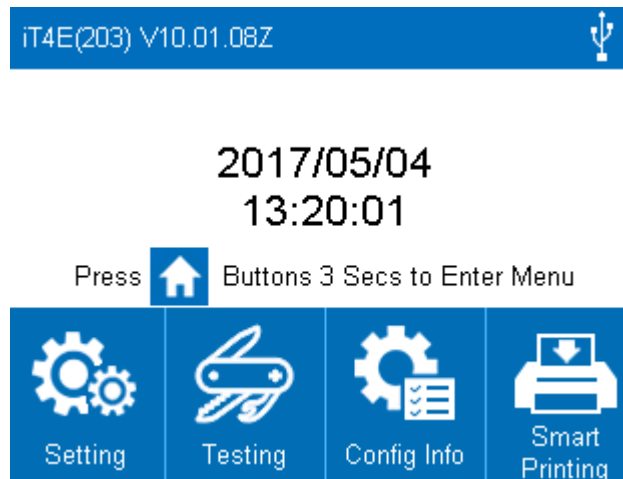 iT4E(203) V10.01.08Z
2017/05/04
13:20:01
Press Buttons 3 Secs to Enter Menu
Setting
Testing
Config Info
Smart
Printing